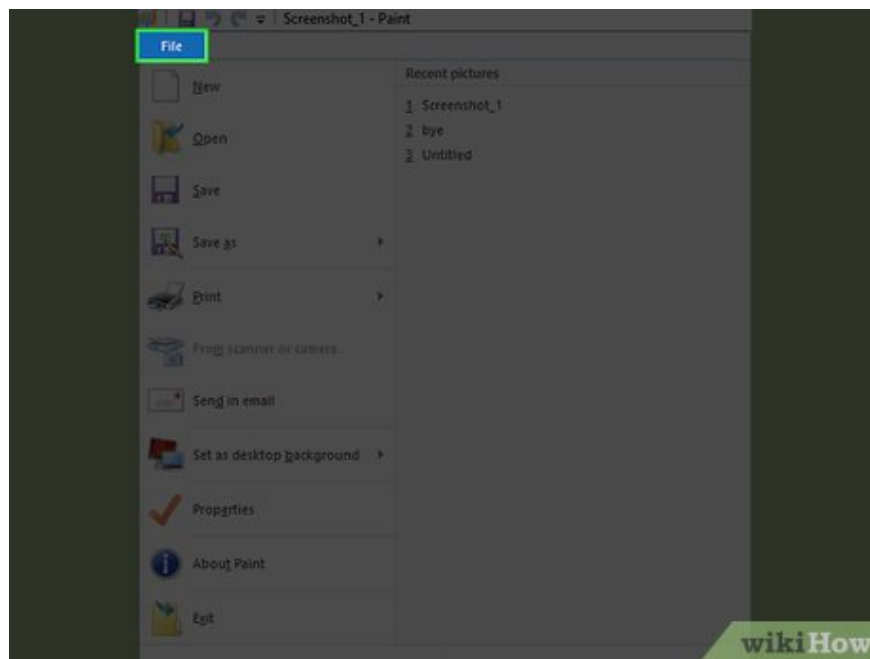 Screenshot_1 - Paint
File
New
Open
Save
Save as
Print
From scanner or camera
Send in email
Set as desktop background
Properties
About Paint
Exit
Recent pictures
1 Screenshot_1
2 bye
3 Untitled
wikiHow